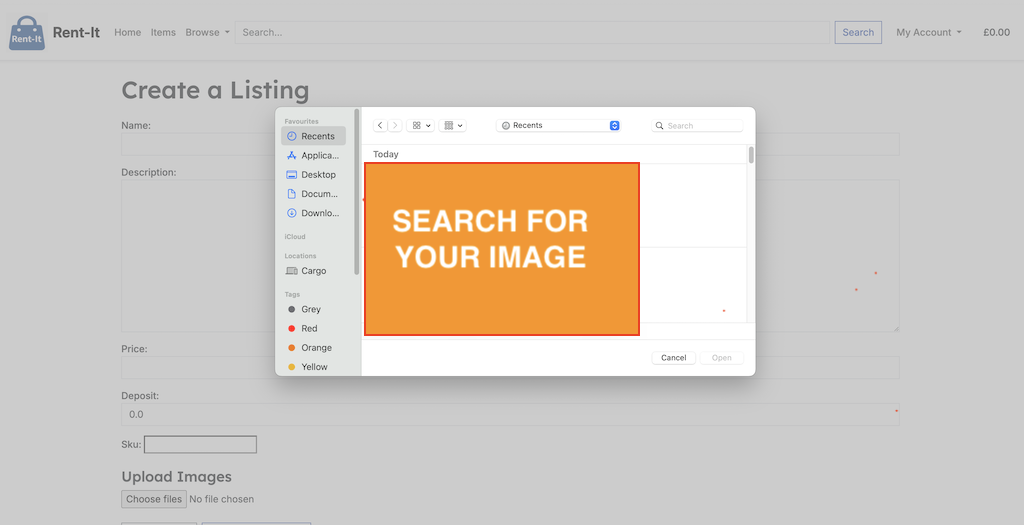 Rent-It
Rent-It
Home
Items
Browse
Search...
Search
My Account
£0.00
Create a Listing
Name:
Description:
Price:
Deposit:
0.0
Sku:
Upload Images
Choose files No file chosen
Favourites
Recents
Applica...
Desktop
Docum...
Downlo...
iCloud
Locations
Cargo
Tags
Grey
Red
Orange
Yellow
Recents
Search
Today
SEARCH FOR
YOUR IMAGE
Cancel
Open